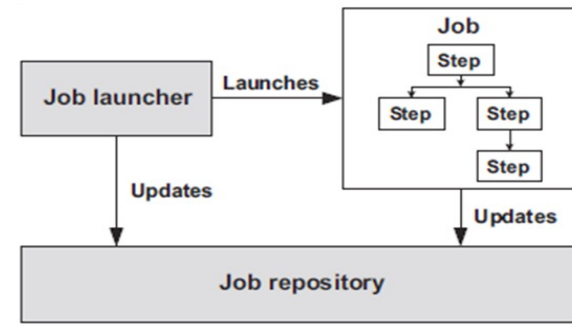 Job
Step
Job launcher
Launches
Step
Step
Step
Updates
Updates
Job repository